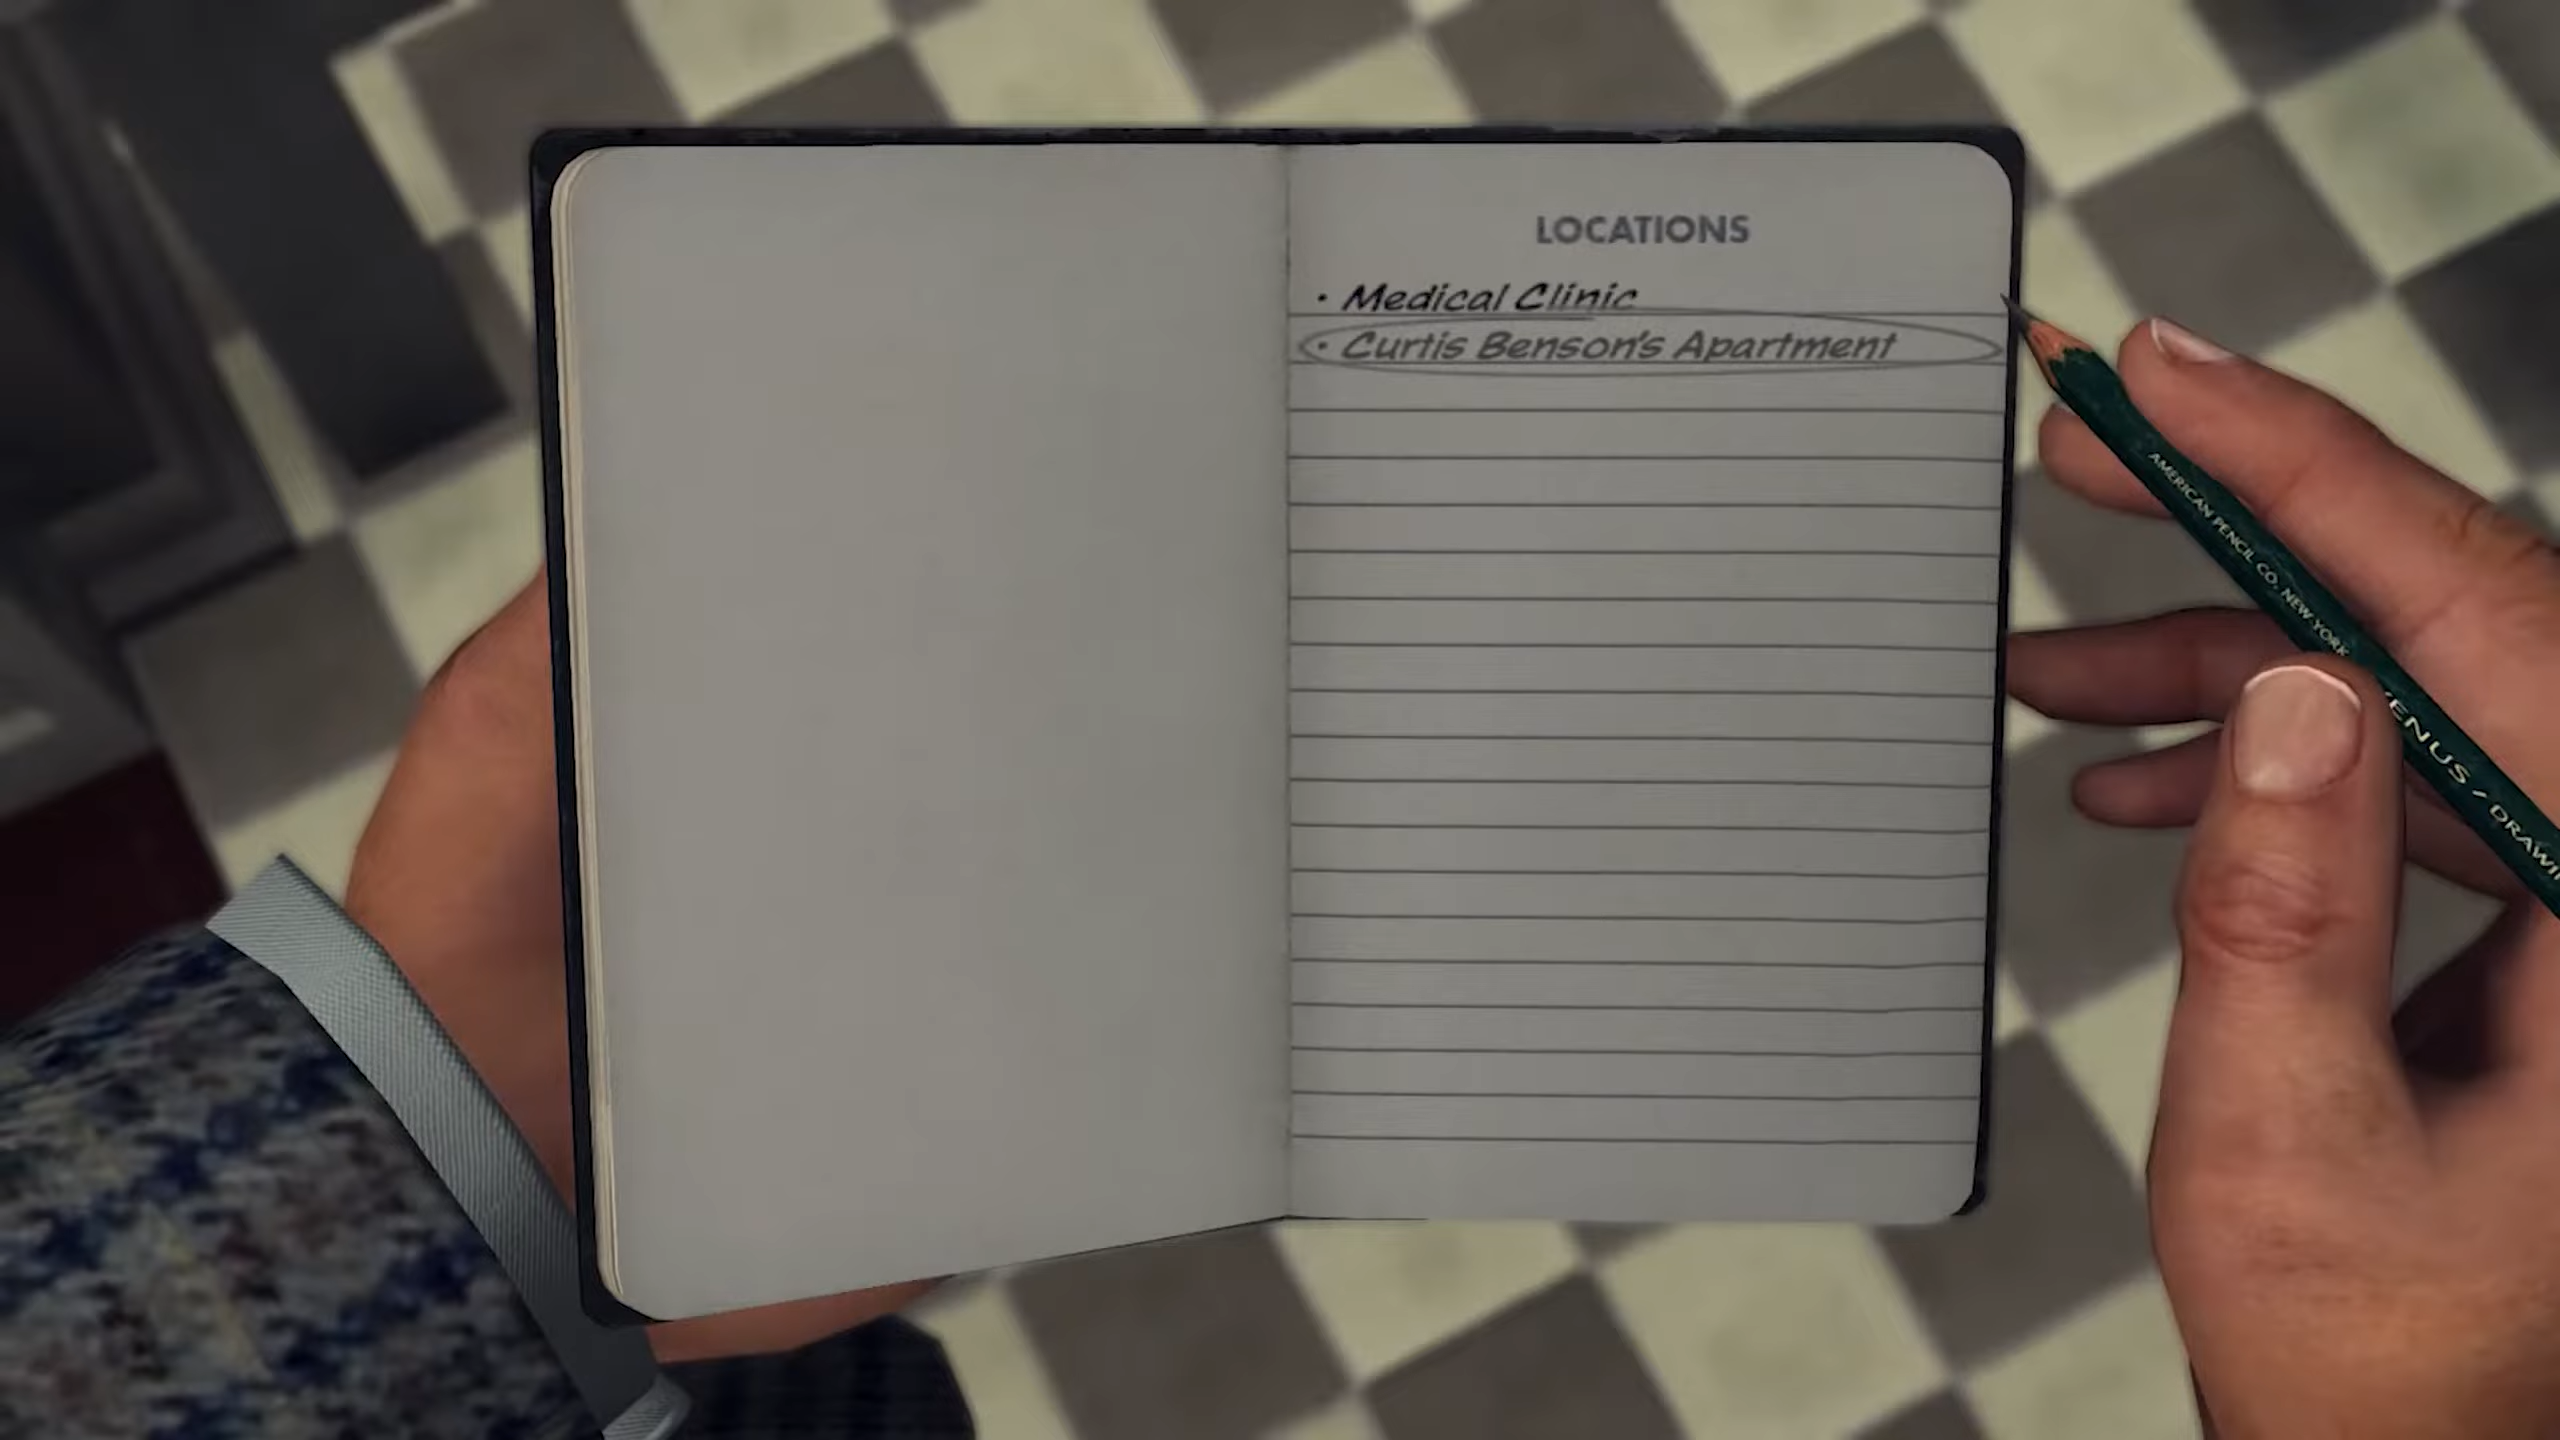 LOCATIONS
• Medical Clinic
• Curtis Benson's Apartment
AMERICAN PENCIL CO. NEW YORK
VENUS / DRAWI